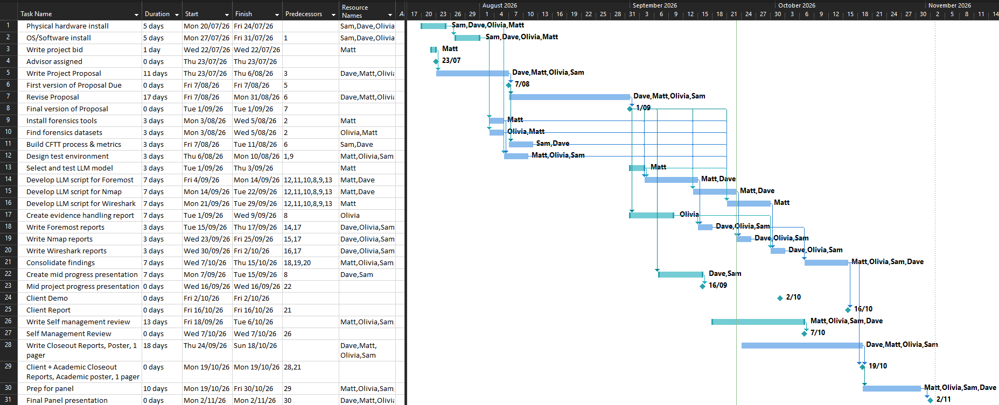 Task Name Duration Start Finish Predecessors Resource Names
August 2026 September 2026 October 2026 November 2026
17 20 23 26 29 1 4 7 10 13 16 19 22 25 28 31 3 6 9 12 15 18 21 24 27 30 3 6 9 12 15 18 21 24 27 30 2 5 8 11 14
1 Physical hardware install 5 days Mon 20/07/26 Fri 24/07/26 Sam,Dave,Olivia Sam,Dave,Olivia,Matt
2 OS/Software install 5 days Mon 27/07/26 Fri 31/07/26 1 Sam,Dave,Olivia Sam,Dave,Olivia,Matt
3 Write project bid 1 day Wed 22/07/26 Wed 22/07/26 Matt Matt
4 Advisor assigned 0 days Thu 23/07/26 Thu 23/07/26 23/07
5 Write Project Proposal 11 days Thu 23/07/26 Thu 6/08/26 3 Dave,Matt,Olivia Dave,Matt,Olivia,Sam
6 First version of Proposal Due 0 days Fri 7/08/26 Fri 7/08/26 5 7/08
7 Revise Proposal 17 days Fri 7/08/26 Mon 31/08/26 6 Dave,Matt,Olivia Dave,Matt,Olivia,Sam
8 Final version of Proposal 0 days Tue 1/09/26 Tue 1/09/26 7 1/09
9 Install forensics tools 3 days Mon 3/08/26 Wed 5/08/26 2 Matt Matt
10 Find forensics datasets 3 days Mon 3/08/26 Wed 5/08/26 2 Olivia,Matt Olivia,Matt
11 Build CFTT process & metrics 3 days Fri 7/08/26 Tue 11/08/26 6 Sam,Dave Sam,Dave
12 Design test environment 3 days Thu 6/08/26 Mon 10/08/26 1,9 Matt,Olivia,Sam Matt,Olivia,Sam
13 Select and test LLM model 3 days Tue 1/09/26 Thu 3/09/26 Matt Matt
14 Develop LLM script for Foremost 7 days Fri 4/09/26 Mon 14/09/26 12,11,10,8,9,13 Matt,Dave Matt,Dave
15 Develop LLM script for Nmap 7 days Mon 14/09/26 Tue 22/09/26 12,11,10,8,9,13 Matt,Dave Matt,Dave
16 Develop LLM script for Wireshark 7 days Mon 21/09/26 Tue 29/09/26 12,11,10,8,9,13 Matt Matt
17 Create evidence handling report 7 days Tue 1/09/26 Wed 9/09/26 8 Olivia Olivia
18 Write Foremost reports 3 days Tue 15/09/26 Thu 17/09/26 14,17 Dave,Olivia,Sam Dave,Olivia,Sam
19 Write Nmap reports 3 days Wed 23/09/26 Fri 25/09/26 15,17 Dave,Olivia,Sam Dave,Olivia,Sam
20 Write Wireshark reports 3 days Wed 30/09/26 Fri 2/10/26 16,17 Dave,Olivia,Sam Dave,Olivia,Sam
21 Consolidate findings 7 days Wed 7/10/26 Thu 15/10/26 18,19,20 Matt,Olivia,Sam, Matt,Olivia,Sam,Dave
22 Create mid progress presentation 7 days Mon 7/09/26 Tue 15/09/26 8 Dave,Sam Dave,Sam
23 Mid project progress presentation 0 days Wed 16/09/26 Wed 16/09/26 22 16/09
24 Client Demo 0 days Fri 2/10/26 Fri 2/10/26 2/10
25 Client Report 0 days Fri 16/10/26 Fri 16/10/26 21 16/10
26 Write Self management review 13 days Fri 18/09/26 Tue 6/10/26 Matt,Olivia,Sam, Matt,Olivia,Sam,Dave
27 Self Management Review 0 days Wed 7/10/26 Wed 7/10/26 26 7/10
28 Write Closeout Reports, Poster, 1 pager 18 days Thu 24/09/26 Sun 18/10/26 Dave,Matt, Olivia,Sam Dave,Matt,Olivia,Sam
29 Client + Academic Closeout Reports, Academic poster, 1 pager 0 days Mon 19/10/26 Mon 19/10/26 28,21 19/10
30 Prep for panel 10 days Mon 19/10/26 Fri 30/10/26 29 Matt,Olivia,Sam, Matt,Olivia,Sam,Dave
31 Final Panel presentation 0 days Mon 2/11/26 Mon 2/11/26 30 Dave,Matt,Olivia 2/11